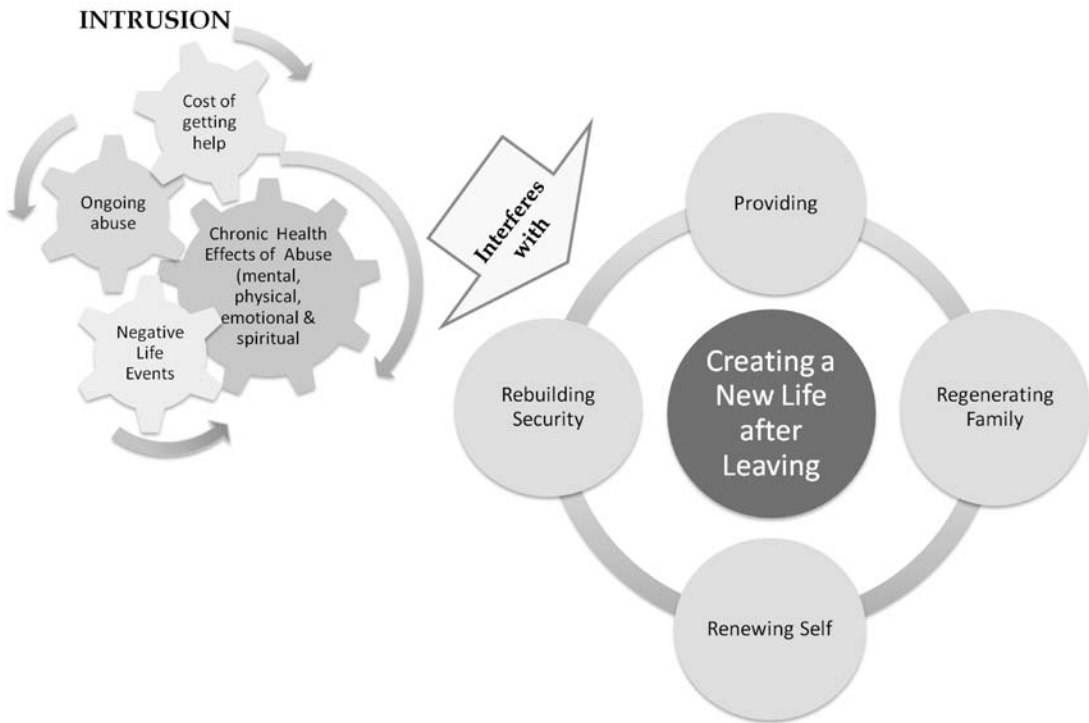 INTRUSION
Cost of
getting
help
Ongoing
abuse
Chronic Health
Effects of Abuse
(mental,
physical,
emotional &
spiritual
Negative
Life
Events
Interferes
with
Providing
Rebuilding
Security
Creating a
New Life
after
Leaving
Regenerating
Family
Renewing Self